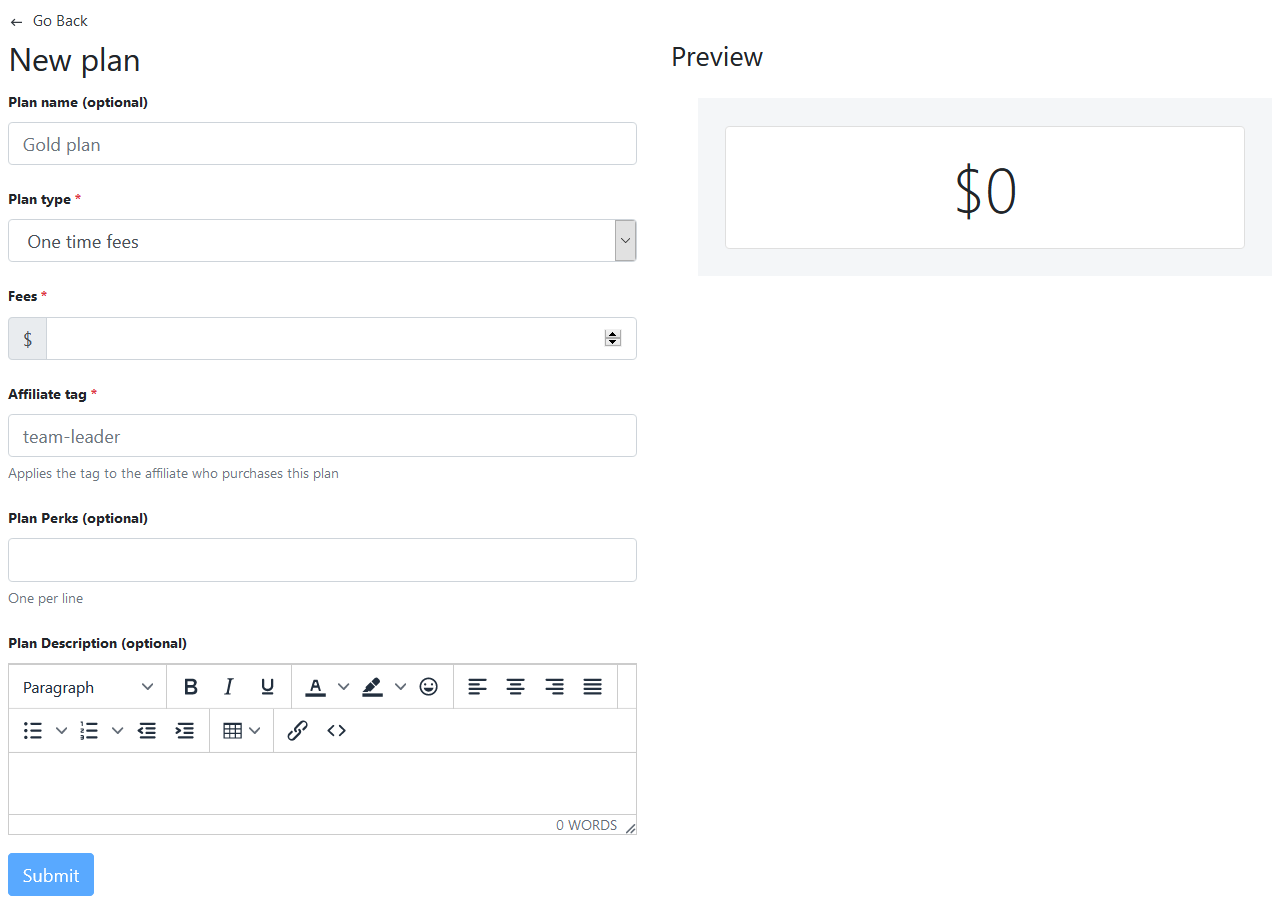 ← Go Back
New plan
Plan name (optional)
Gold plan
Plan type *
One time fees
Fees *
$
Affiliate tag *
team-leader
Applies the tag to the affiliate who purchases this plan
Plan Perks (optional)
One per line
Plan Description (optional)
Paragraph B I U A
0 WORDS
Submit
Preview
$0